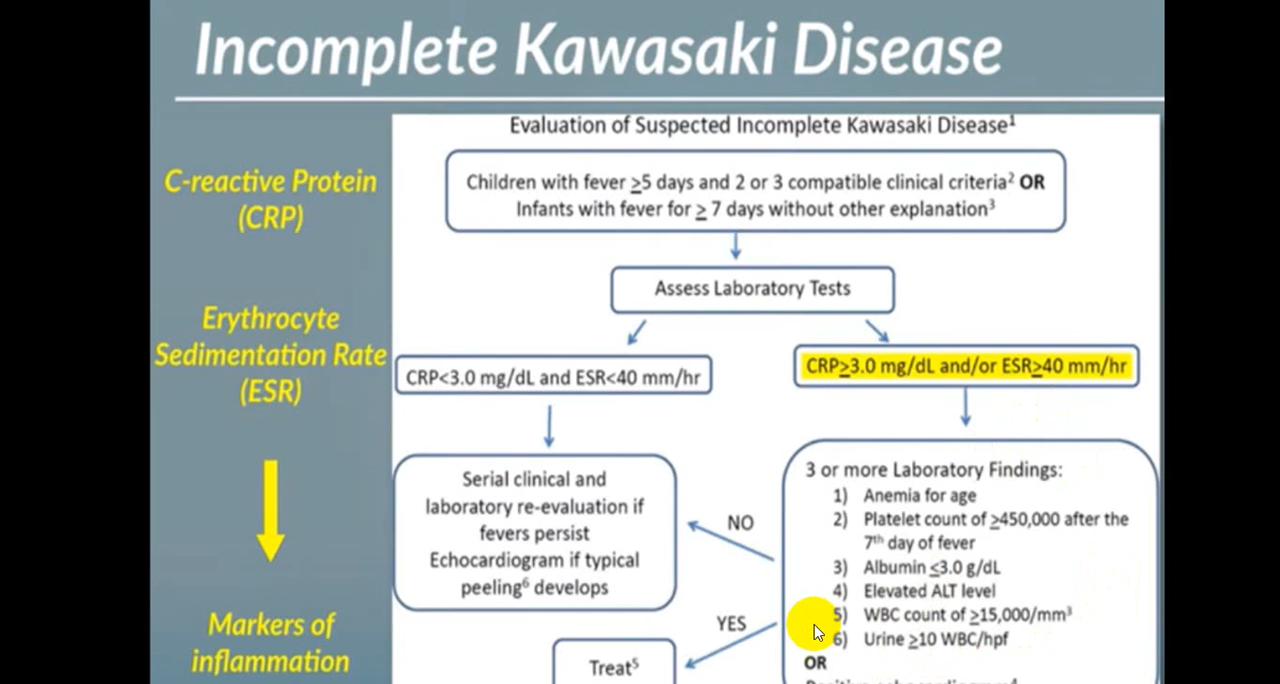 Incomplete Kawasaki Disease
C-reactive Protein
(CRP)
Erythrocyte
Sedimentation Rate
(ESR)
Markers of
inflammation
Evaluation of Suspected Incomplete Kawasaki Disease¹
Children with fever ≥5 days and 2 or 3 compatible clinical criteria² OR
Infants with fever for ≥ 7 days without other explanation³
Assess Laboratory Tests
CRP<3.0 mg/dL and ESR<40 mm/hr
CRP≥3.0 mg/dL and/or ESR≥40 mm/hr
Serial clinical and
laboratory re-evaluation if
fevers persist
Echocardiogram if typical
peeling⁶ develops
NO
YES
Treat⁵
3 or more Laboratory Findings:
1) Anemia for age
2) Platelet count of ≥450,000 after the
7th day of fever
3) Albumin ≤3.0 g/dL
4) Elevated ALT level
5) WBC count of ≥15,000/mm³
6) Urine ≥10 WBC/hpf
OR